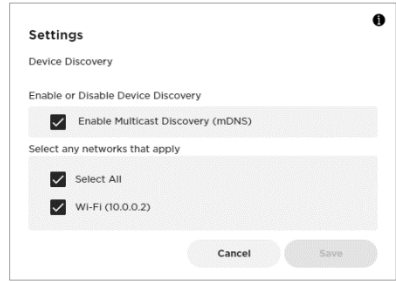 Settings
Device Discovery
Enable or Disable Device Discovery
Enable Multicast Discovery (mDNS)
Select any networks that apply
Select All
Wi-Fi (10.0.0.2)
Cancel Save